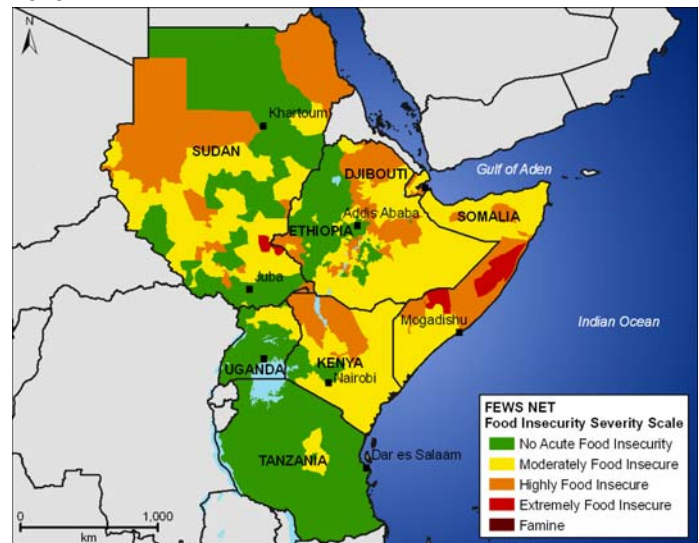 N
Khartoum
SUDAN
DJIBOUTI
Gulf of Aden
Addis Ababa
SOMALIA
ETHIOPIA
Juba
Mogadishu
Indian Ocean
UGANDA
KENYA
Nairobi
TANZANIA
Dar es Salaam
FEWS NET
Food Insecurity Severity Scale
No Acute Food Insecurity
Moderately Food Insecure
Highly Food Insecure
Extremely Food Insecure
Famine
0 1,000
km